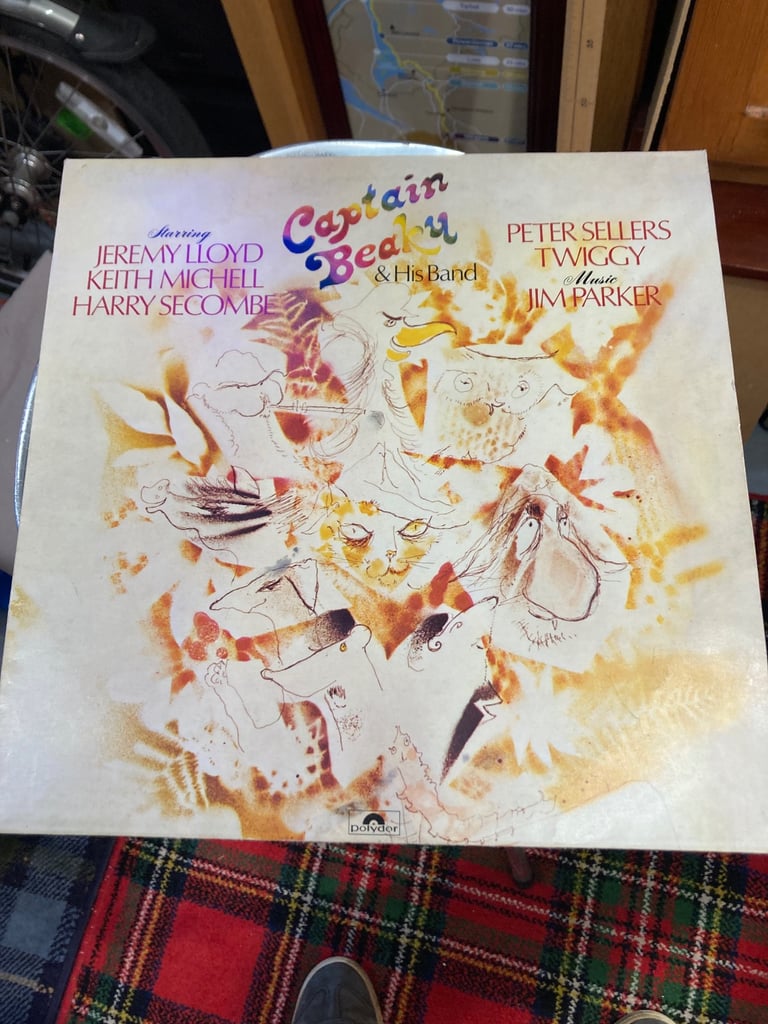 Captain
Beaky
& His Band
Starring
JEREMY LLOYD
KEITH MICHELL
HARRY SECOMBE
PETER SELLERS
TWIGGY
Music
JIM PARKER
polydor